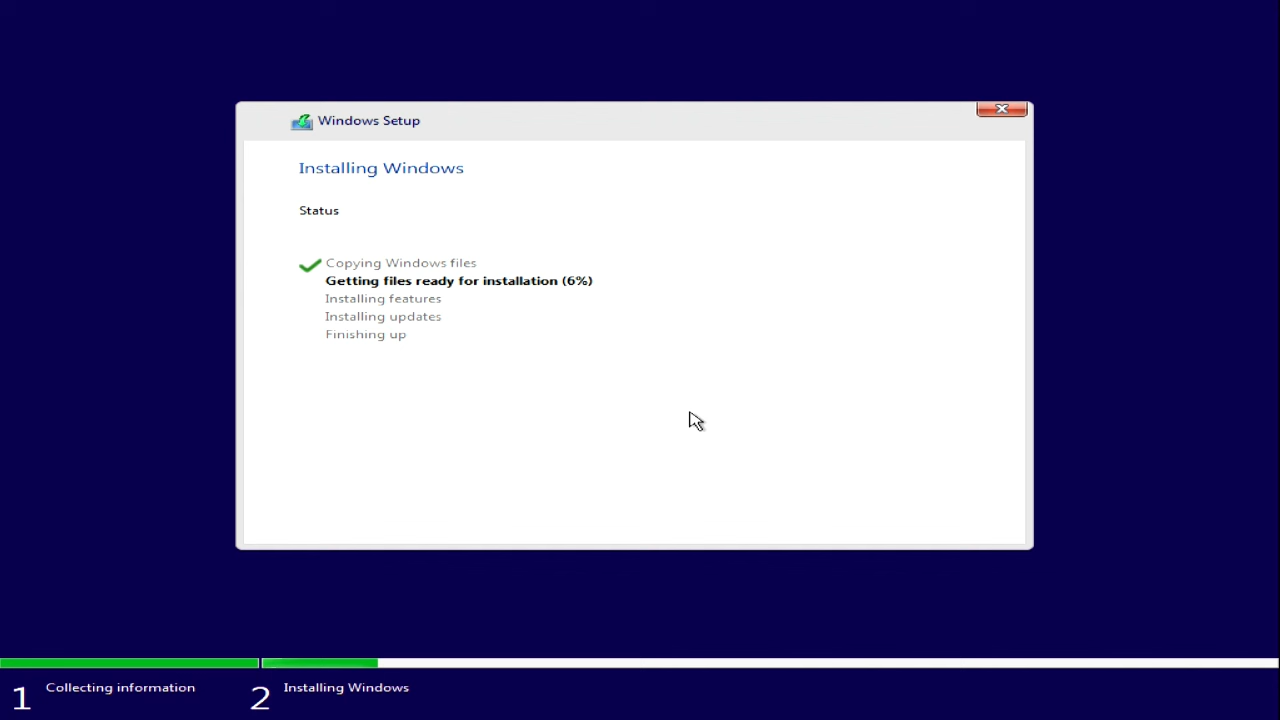 Windows Setup
Installing Windows
Status
Copying Windows files
Getting files ready for installation (6%)
Installing features
Installing updates
Finishing up
1 Collecting information
2 Installing Windows